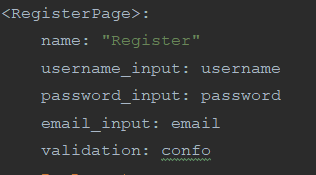 <RegisterPage>:
name: "Register"
username_input: username
password_input: password
email_input: email
validation: confo